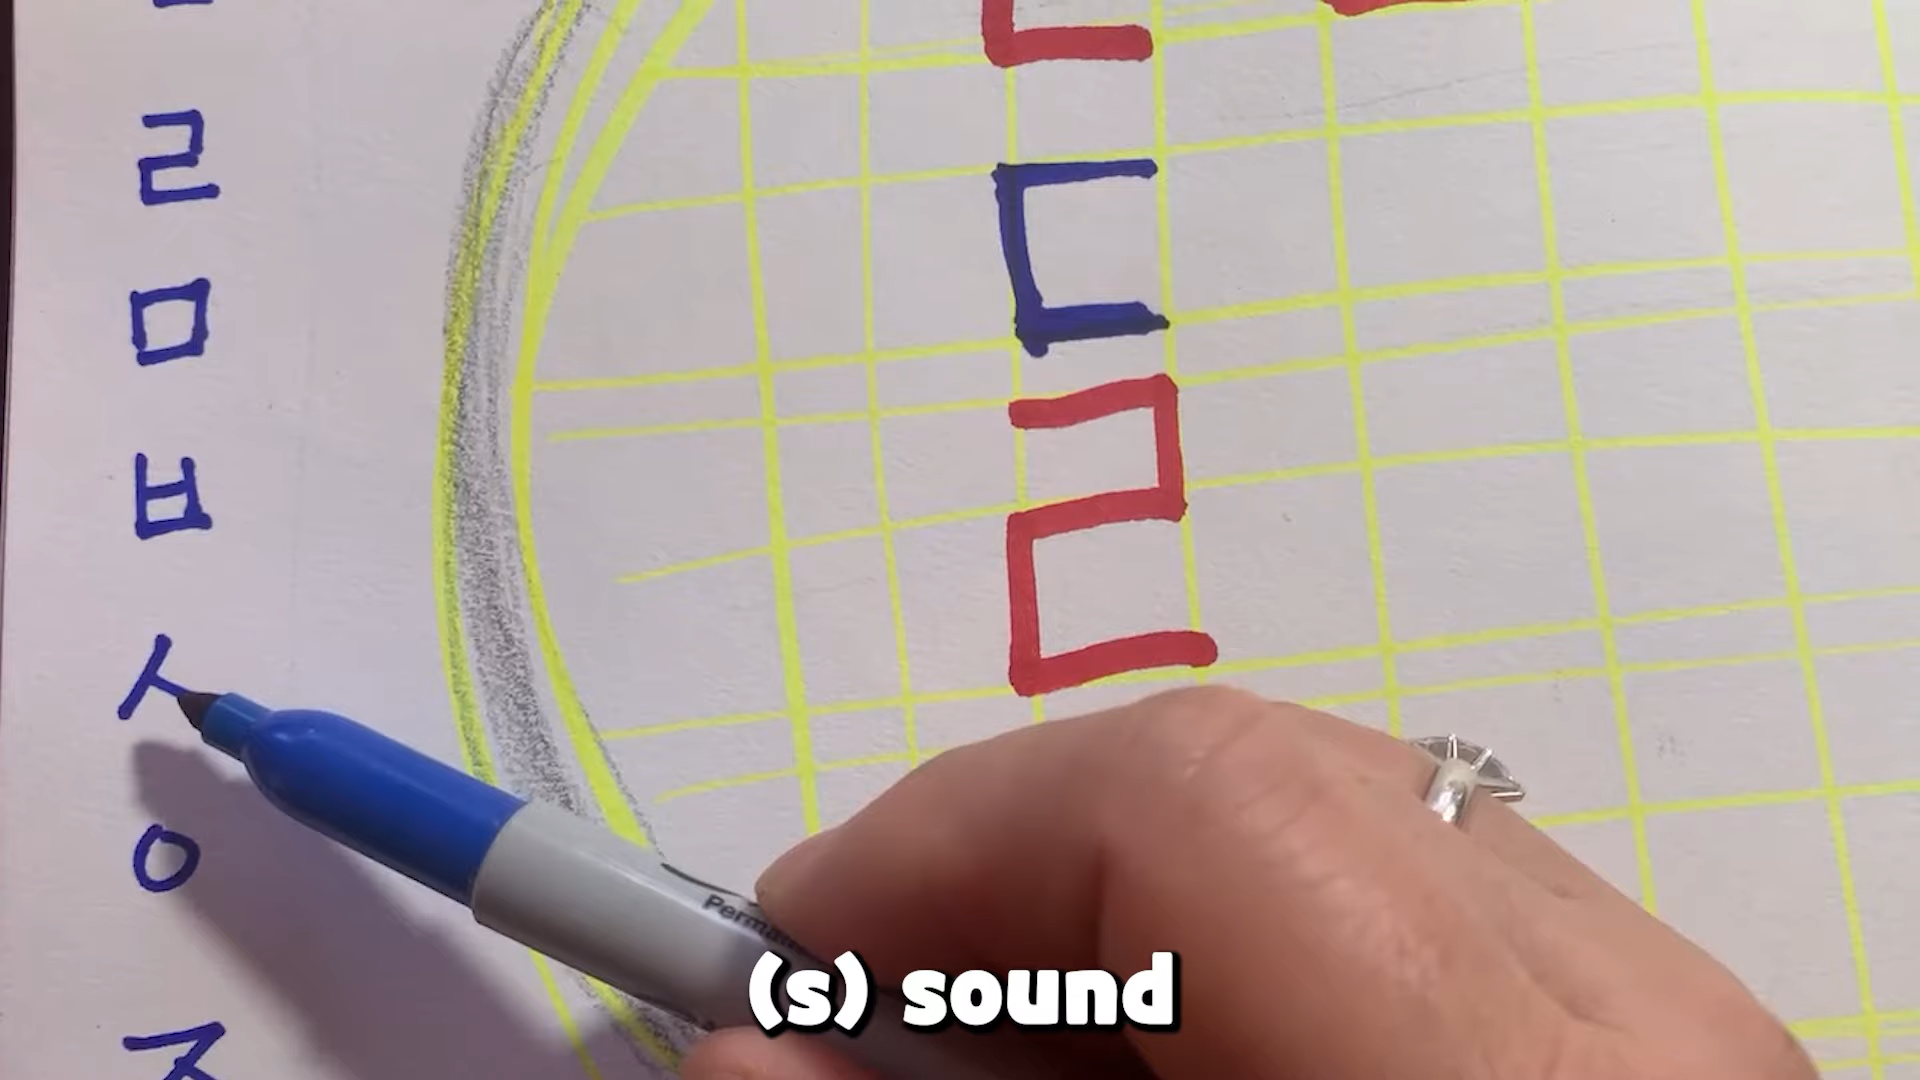 ㄹ
ㅁ
ㅂ
ㅅ
ㅇ
ㅈ
ㄷ
ㄹ
(s) sound